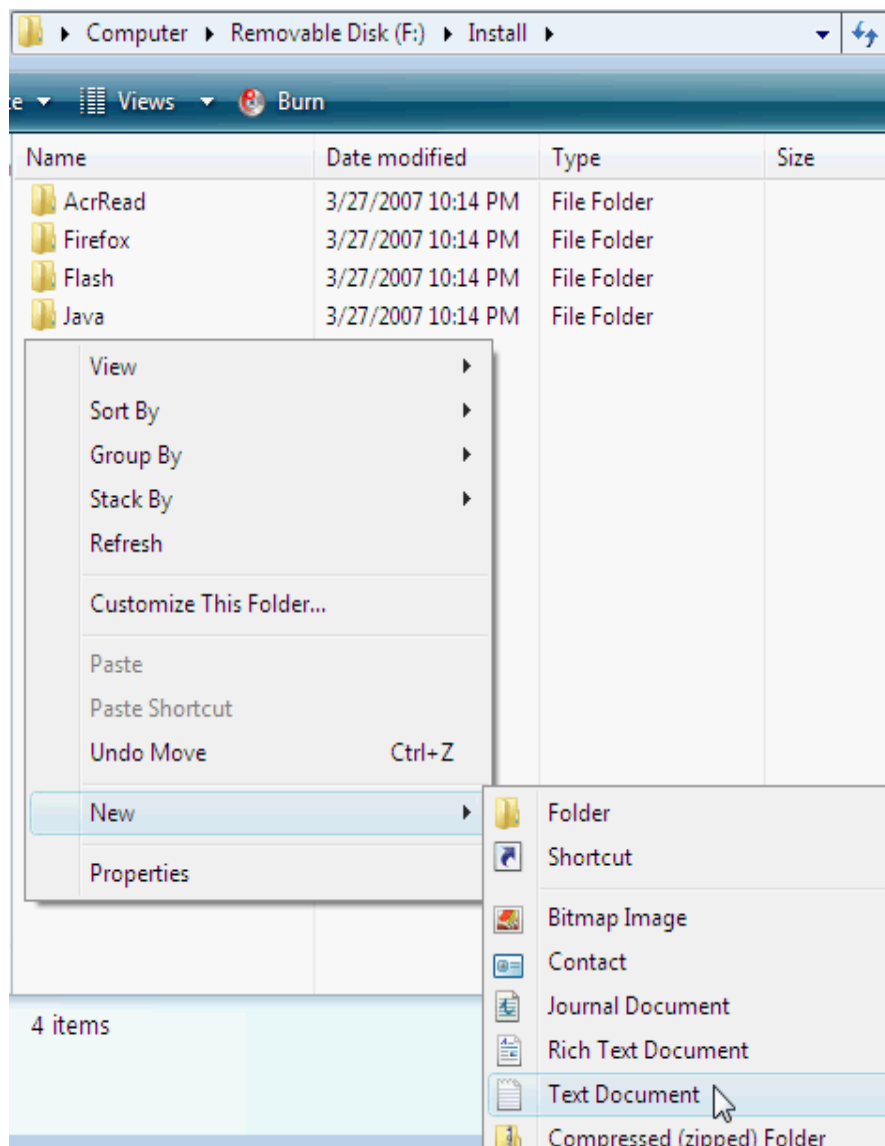 Computer Removable Disk (F:) Install
Views Burn
Name Date modified Type Size
AcrRead 3/27/2007 10:14 PM File Folder
Firefox 3/27/2007 10:14 PM File Folder
Flash 3/27/2007 10:14 PM File Folder
Java 3/27/2007 10:14 PM File Folder
View
Sort By
Group By
Stack By
Refresh
Customize This Folder...
Paste
Paste Shortcut
Undo Move Ctrl+Z
New
Properties
Folder
Shortcut
Bitmap Image
Contact
Journal Document
Rich Text Document
Text Document
Compressed (zipped) Folder
4 items